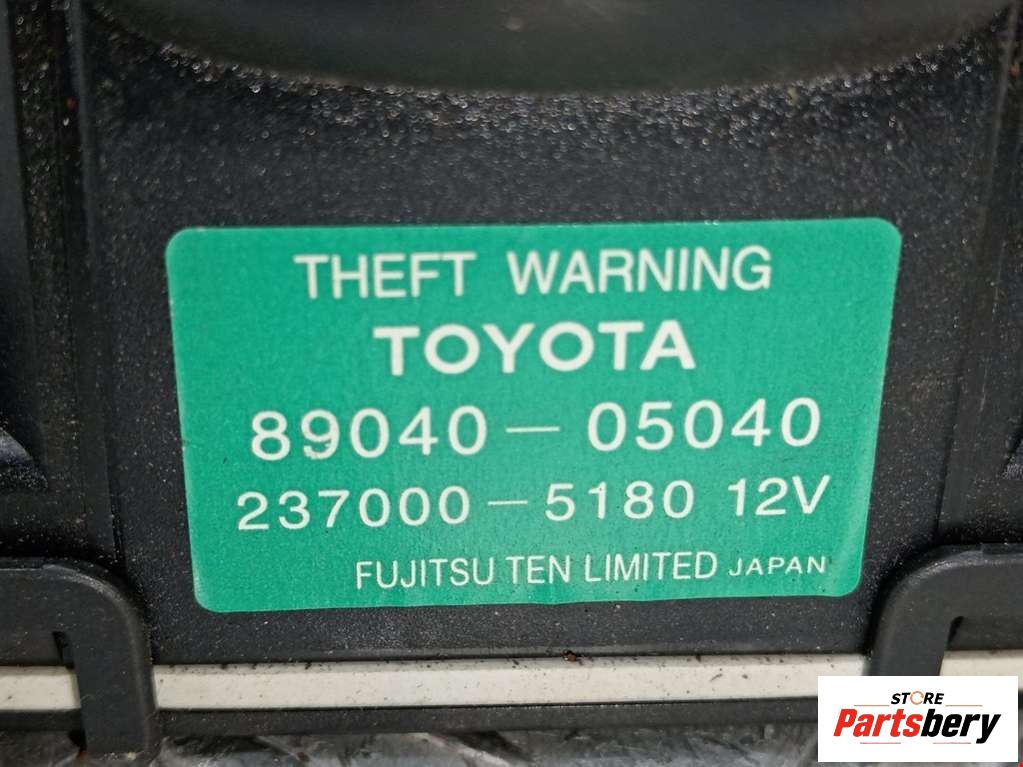 THEFT WARNING
TOYOTA
89040-05040
237000-5180 12V
FUJITSU TEN LIMITED JAPAN
STORE
Partsbery